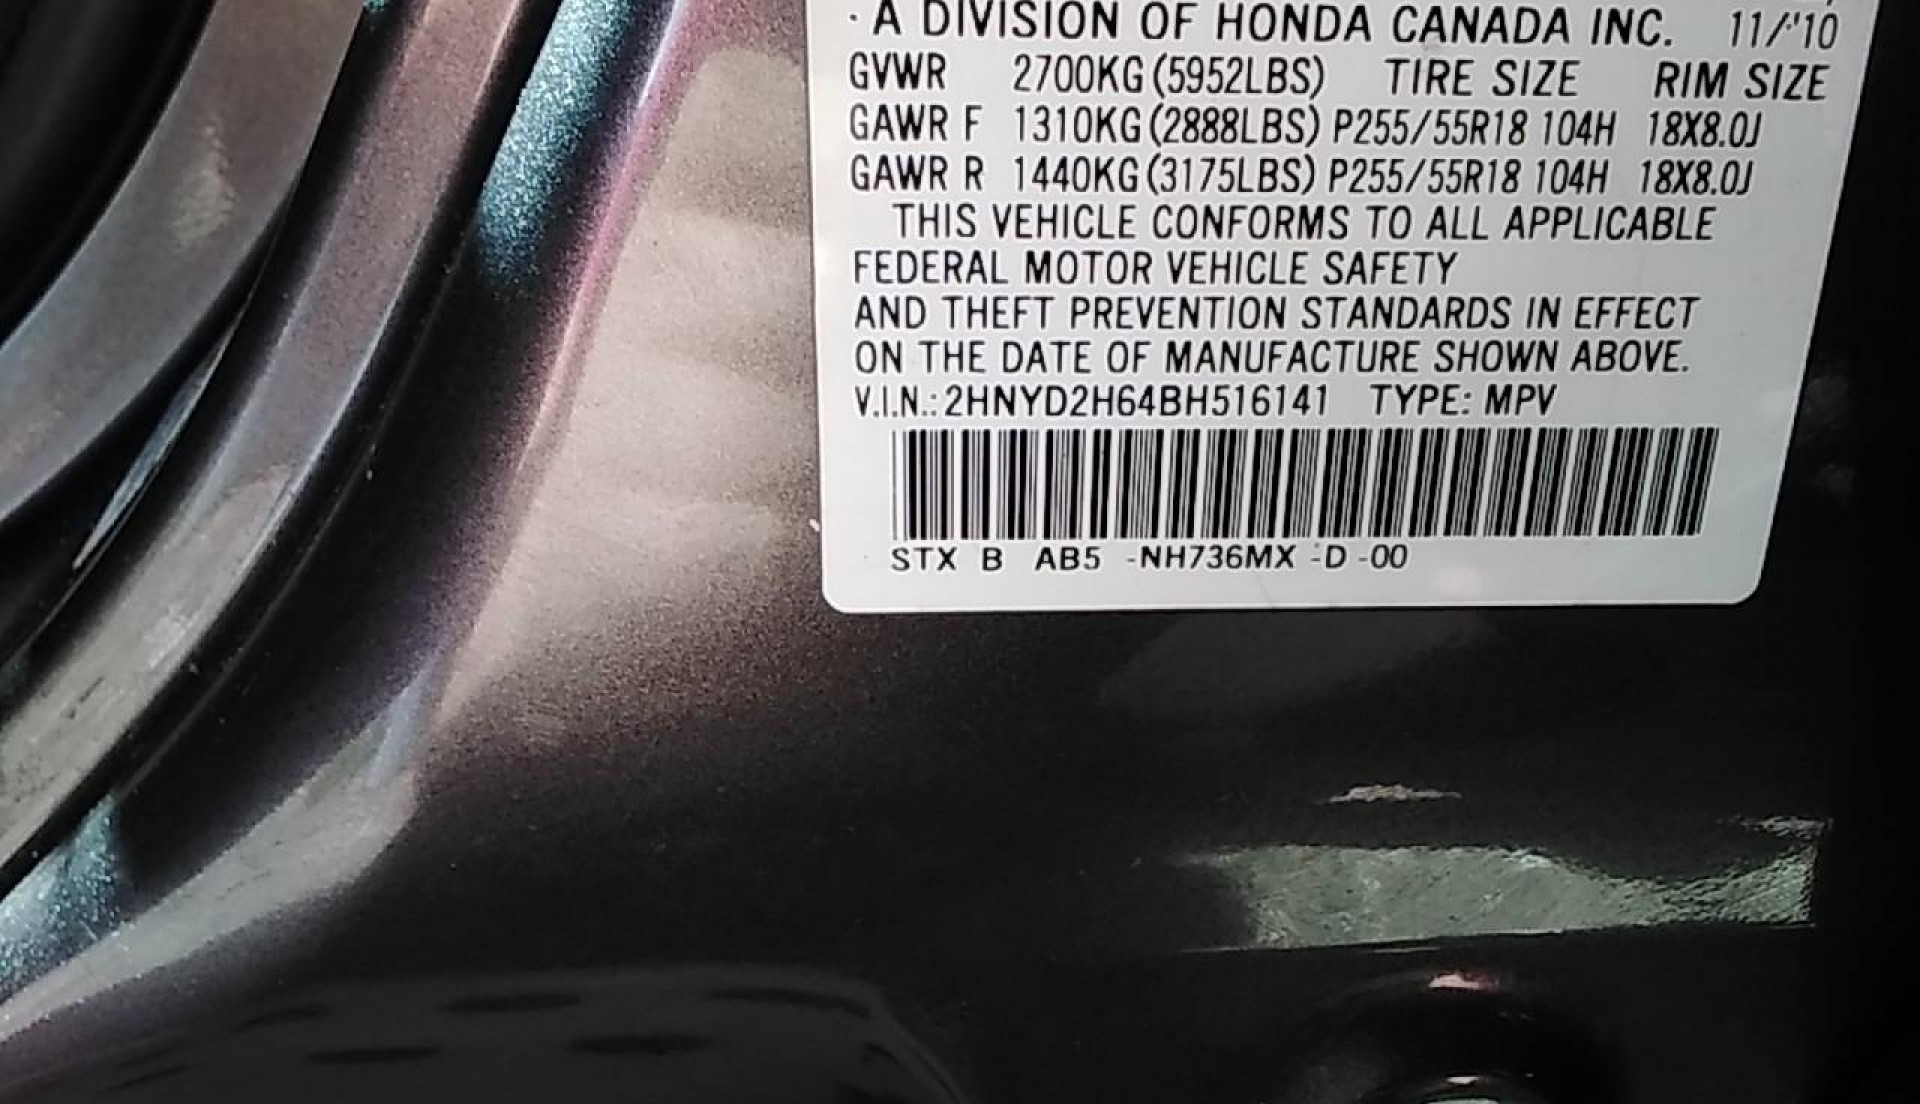 · A DIVISION OF HONDA CANADA INC. 11/'10
GVWR 2700KG (5952LBS) TIRE SIZE RIM SIZE
GAWR F 1310KG (2888LBS) P255/55R18 104H 18X8.0J
GAWR R 1440KG (3175LBS) P255/55R18 104H 18X8.0J
THIS VEHICLE CONFORMS TO ALL APPLICABLE
FEDERAL MOTOR VEHICLE SAFETY
AND THEFT PREVENTION STANDARDS IN EFFECT
ON THE DATE OF MANUFACTURE SHOWN ABOVE.
V.I.N.: 2HNYD2H64BH516141 TYPE: MPV
STX B AB5 -NH736MX -D -00